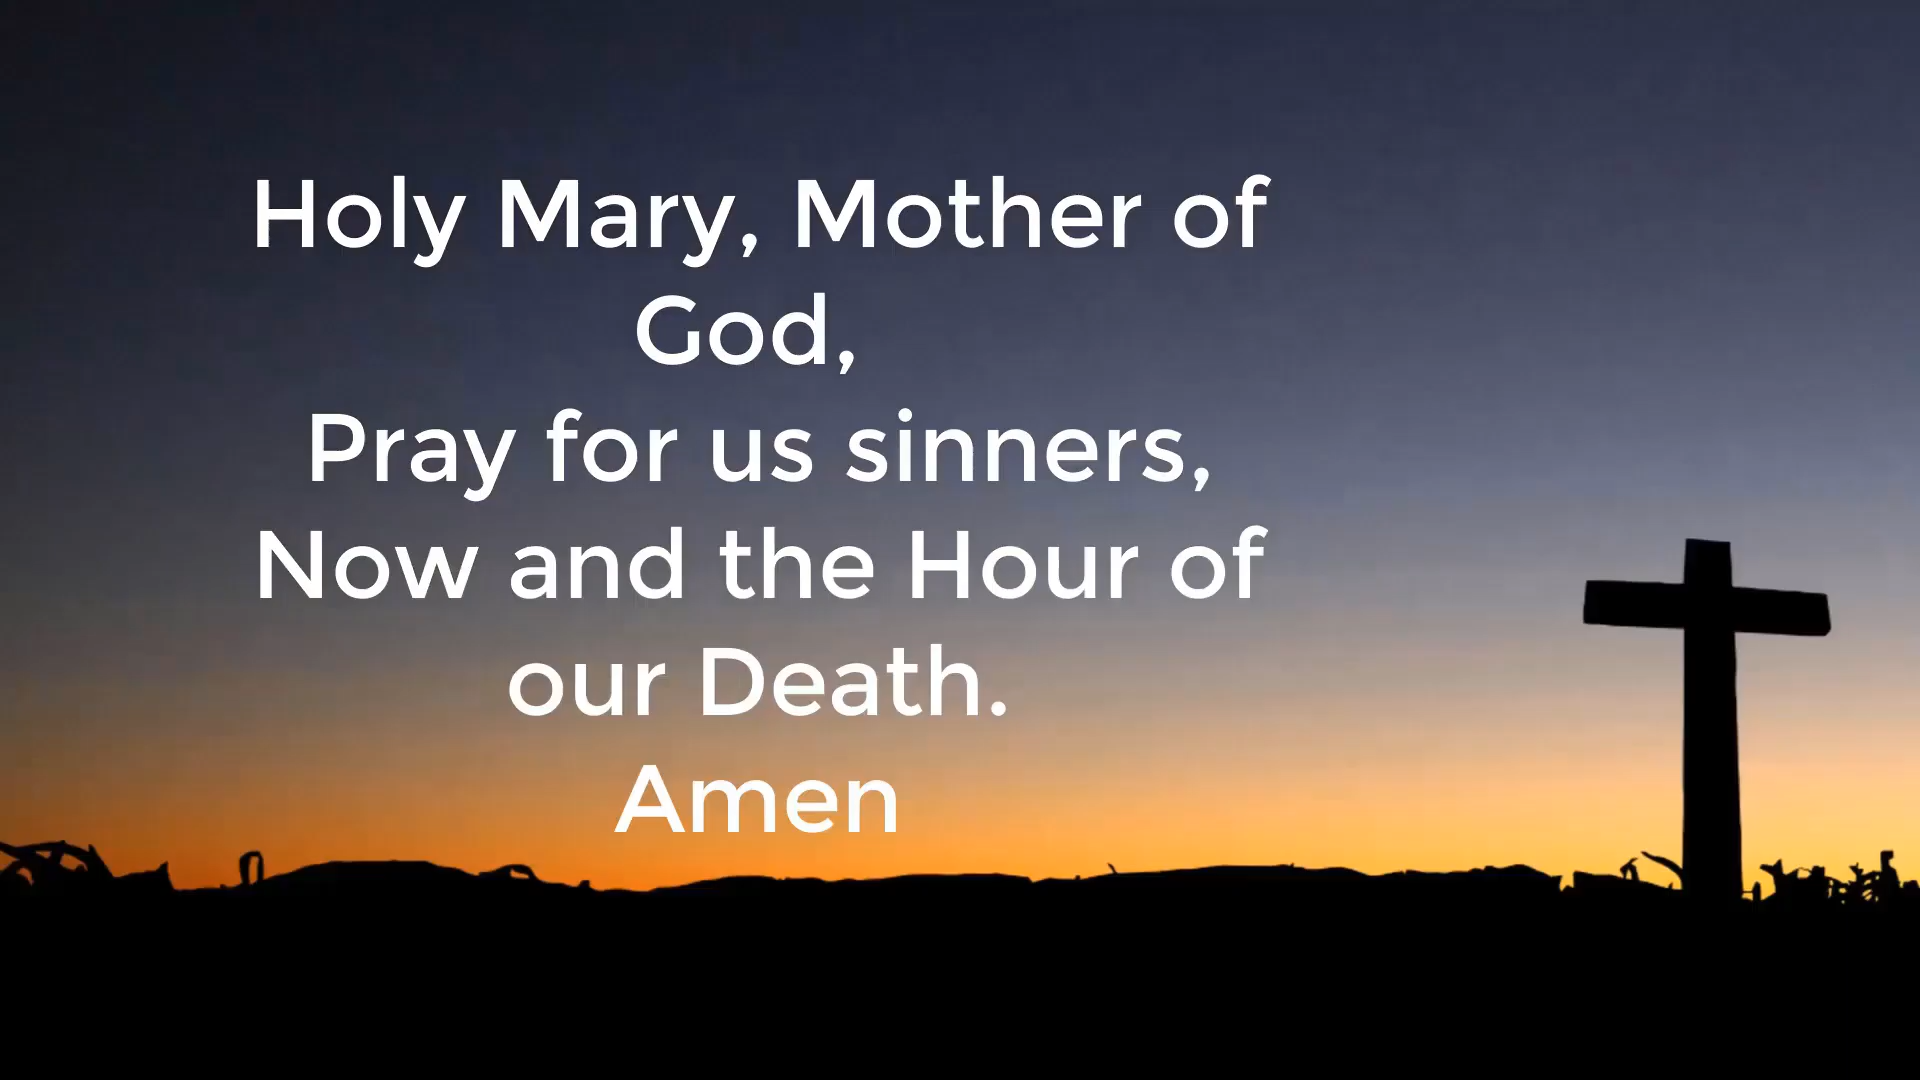 Holy Mary, Mother of
God,
Pray for us sinners,
Now and the Hour of
our Death.
Amen